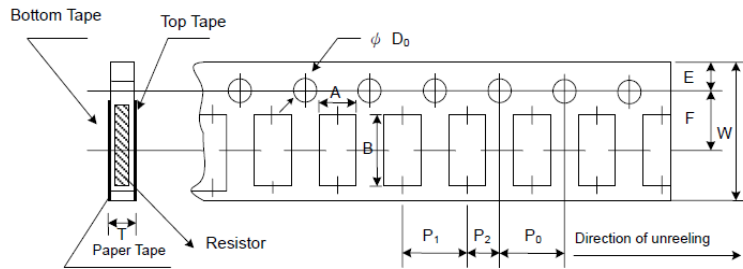 Bottom Tape
Top Tape
ϕ D₀
E
A
F
W
B
T
Paper Tape
Resistor
P₁
P₂
P₀
Direction of unreeling